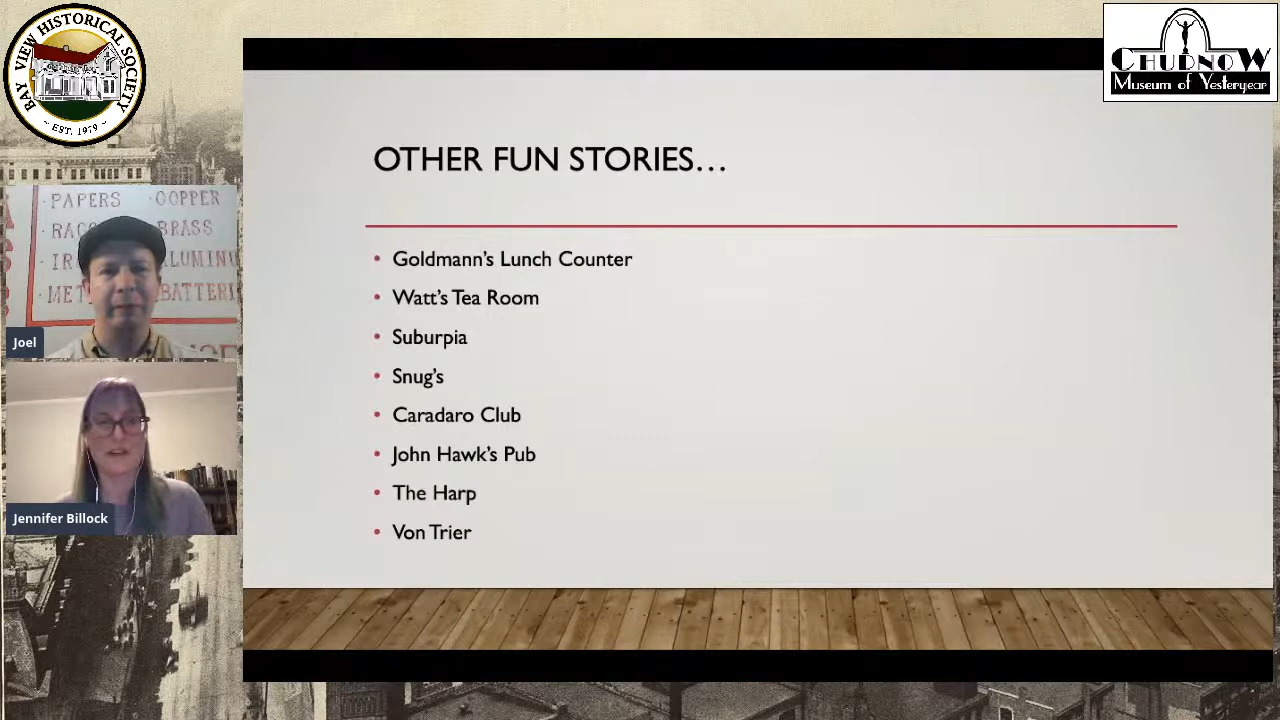 BAY VIEW HISTORICAL SOCIETY
~ EST. 1979 ~
CHUDNOW
Museum of Yesteryear
OTHER FUN STORIES…
• Goldmann's Lunch Counter
• Watt's Tea Room
• Suburpia
• Snug's
• Caradaro Club
• John Hawk's Pub
• The Harp
• Von Trier
· PAPERS · COPPER
BRASS
Joel
Jennifer Billock